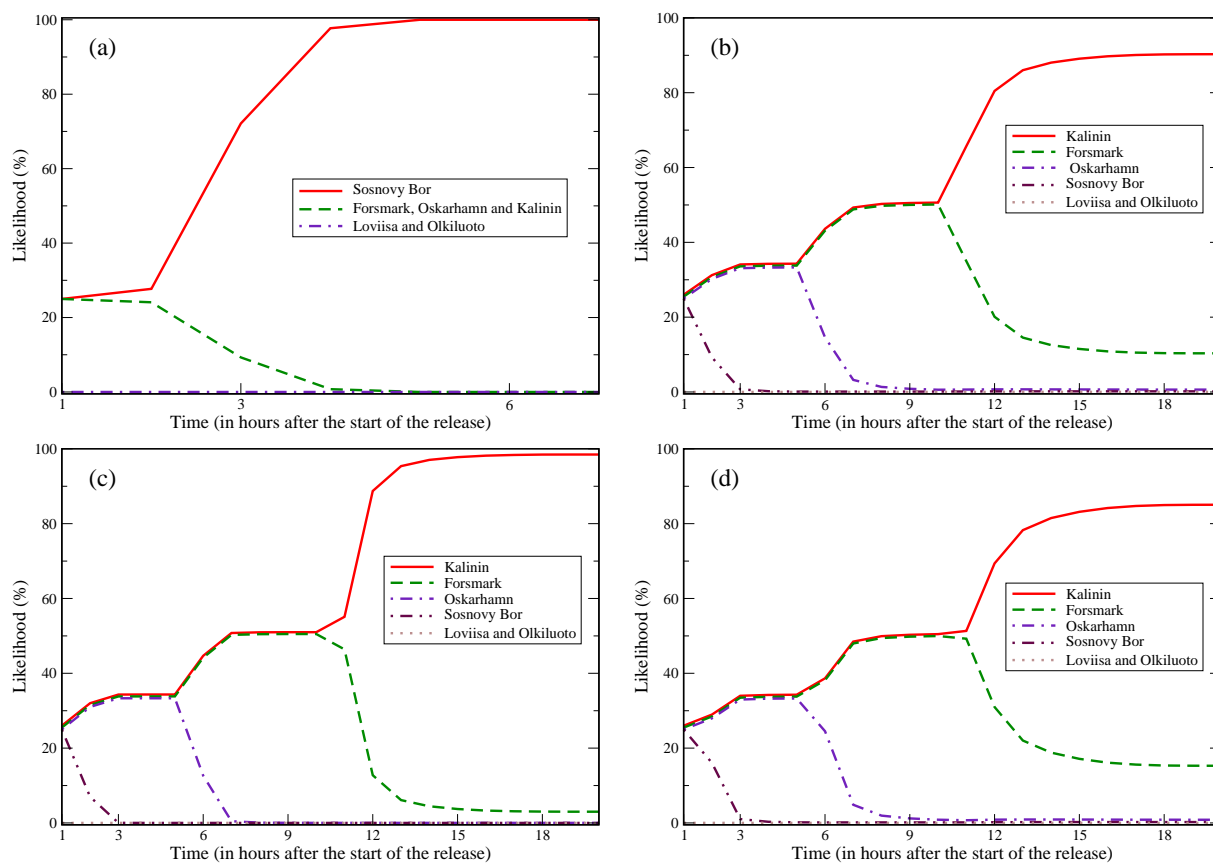 (a)
100
80
60
40
20
0
Likelihood (%)
Sosnovy Bor
Forsmark, Oskarhamn and Kalinin
Loviisa and Olkiluoto
1 3 6
Time (in hours after the start of the release)
(b)
100
80
60
40
20
0
Likelihood (%)
Kalinin
Forsmark
Oskarhamn
Sosnovy Bor
Loviisa and Olkiluoto
1 3 6 9 12 15 18
Time (in hours after the start of the release)
(c)
100
80
60
40
20
0
Likelihood (%)
Kalinin
Forsmark
Oskarhamn
Sosnovy Bor
Loviisa and Olkiluoto
1 3 6 9 12 15 18
Time (in hours after the start of the release)
(d)
100
80
60
40
20
0
Likelihood (%)
Kalinin
Forsmark
Oskarhamn
Sosnovy Bor
Loviisa and Olkiluoto
1 3 6 9 12 15 18
Time (in hours after the start of the release)